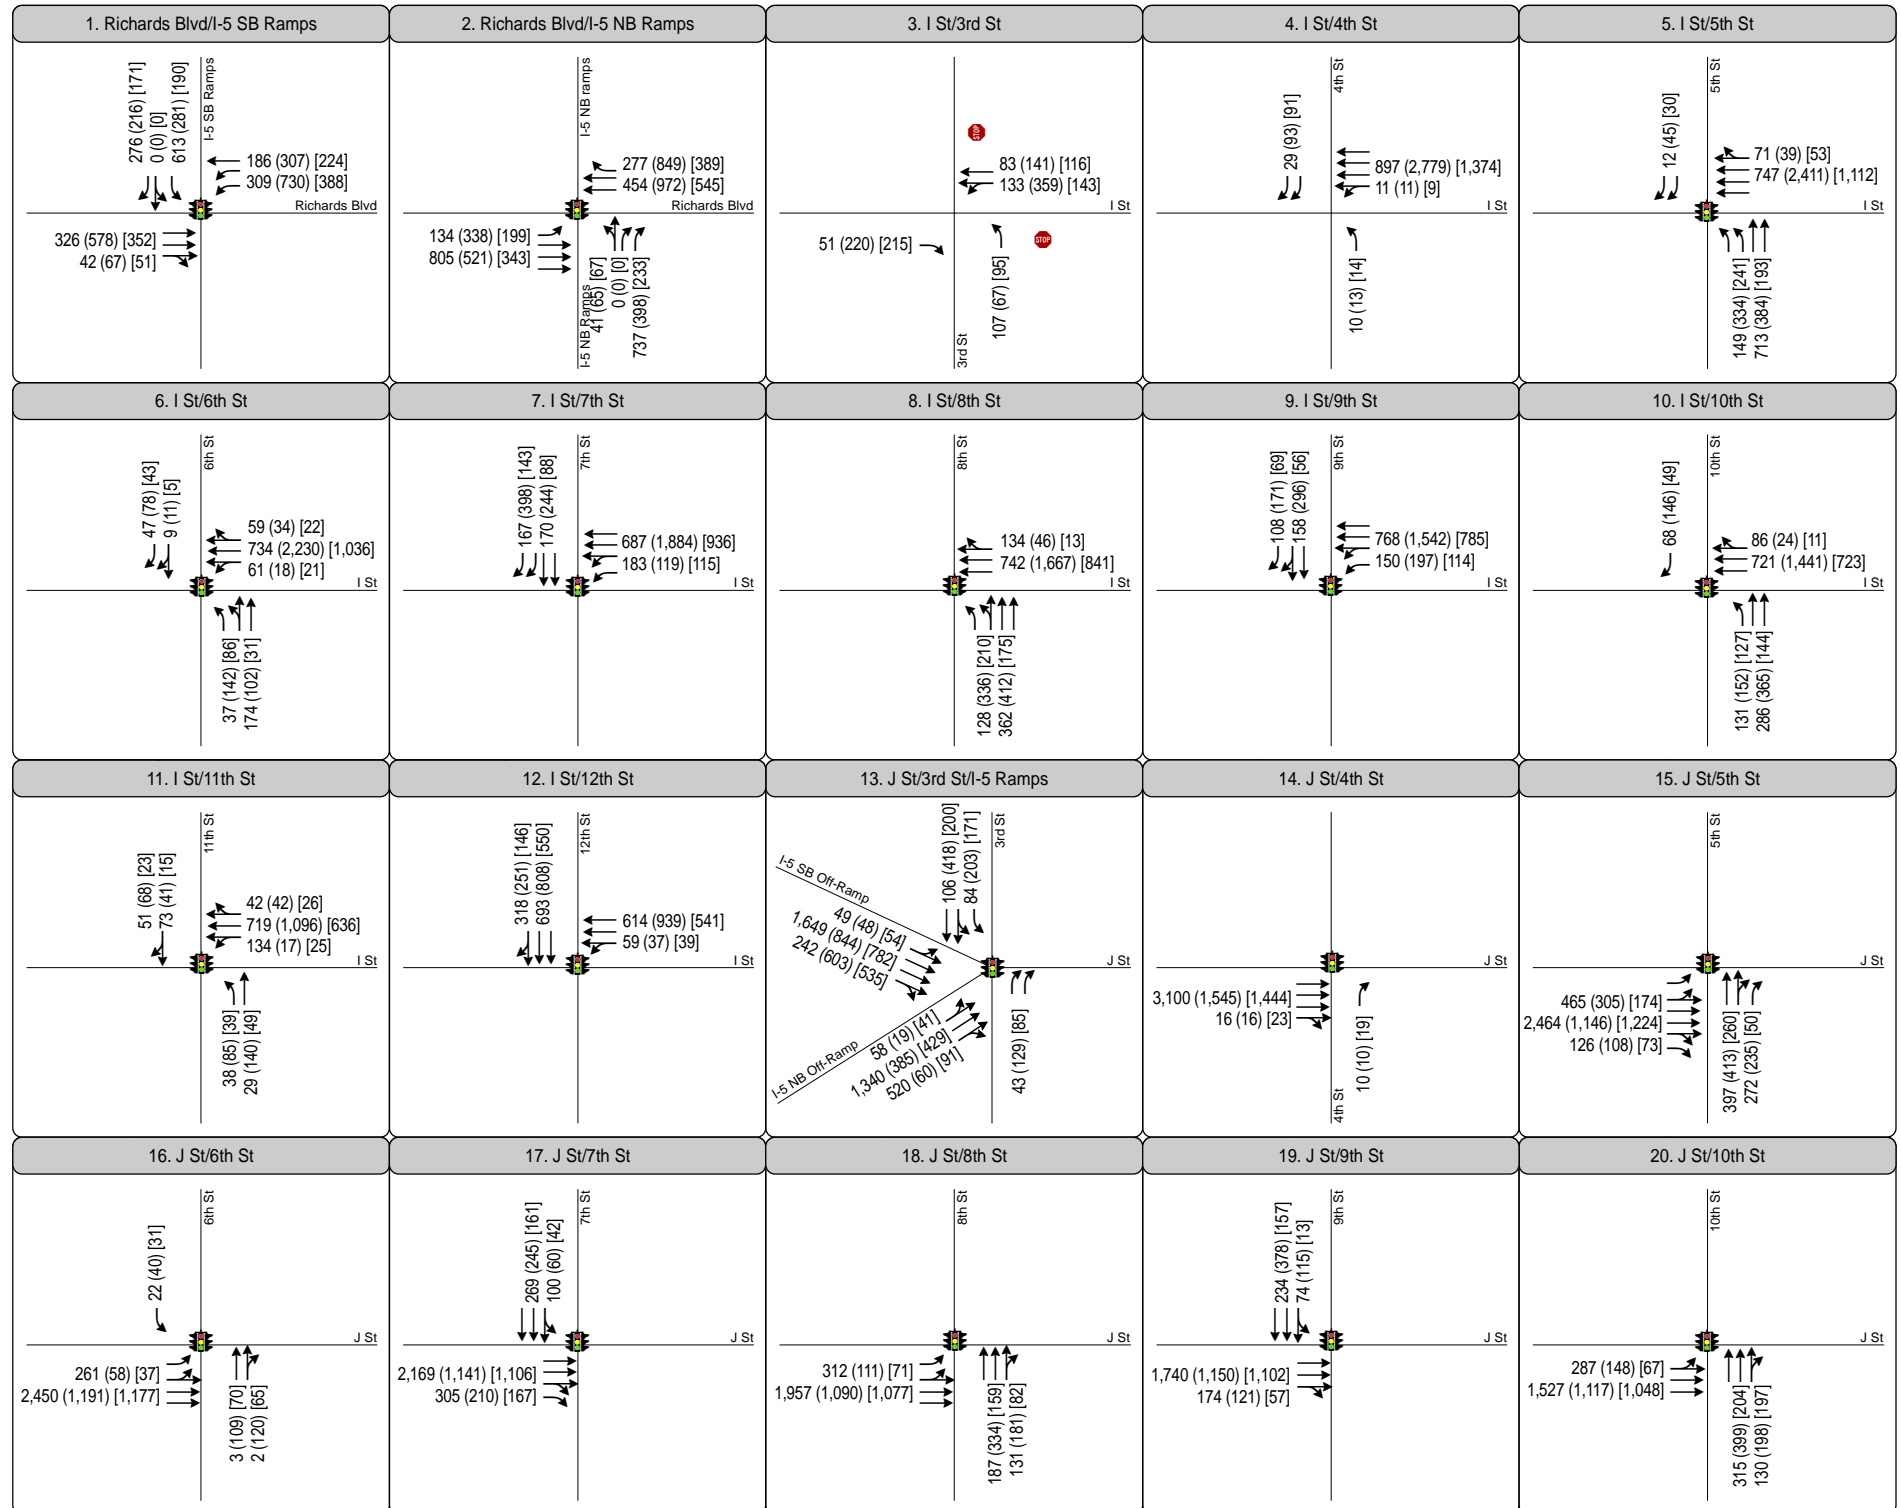 1. Richards Blvd/I-5 SB Ramps
276 (216) [171]
0 (0) [0]
613 (281) [190]
I-5 SB Ramps
186 (307) [224]
309 (730) [388]
Richards Blvd
326 (578) [352]
42 (67) [51]
2. Richards Blvd/I-5 NB Ramps
I-5 NB ramps
277 (849) [389]
454 (972) [545]
Richards Blvd
134 (338) [199]
805 (521) [343]
I-5 NB Ramps
41 (65) [67]
0 (0) [0]
737 (398) [233]
3. I St/3rd St
STOP
83 (141) [116]
133 (359) [143]
I St
51 (220) [215]
STOP
107 (67) [95]
3rd St
4. I St/4th St
4th St
29 (93) [91]
897 (2,779) [1,374]
11 (11) [9]
I St
10 (13) [14]
5. I St/5th St
5th St
12 (45) [30]
71 (39) [53]
747 (2,411) [1,112]
I St
149 (334) [241]
713 (384) [193]
6. I St/6th St
6th St
47 (78) [43]
9 (11) [5]
59 (34) [22]
734 (2,230) [1,036]
61 (18) [21]
I St
37 (142) [86]
174 (102) [31]
7. I St/7th St
7th St
167 (398) [143]
170 (244) [88]
687 (1,884) [936]
183 (119) [115]
I St
8. I St/8th St
8th St
134 (46) [13]
742 (1,667) [841]
I St
128 (336) [210]
362 (412) [175]
9. I St/9th St
9th St
108 (171) [69]
158 (296) [56]
768 (1,542) [785]
150 (197) [114]
I St
10. I St/10th St
10th St
68 (146) [49]
86 (24) [11]
721 (1,441) [723]
I St
131 (152) [127]
286 (365) [144]
11. I St/11th St
11th St
51 (68) [23]
73 (41) [15]
42 (42) [26]
719 (1,096) [636]
134 (17) [25]
I St
38 (85) [39]
29 (140) [49]
12. I St/12th St
12th St
318 (251) [146]
693 (808) [550]
614 (939) [541]
59 (37) [39]
I St
13. J St/3rd St/I-5 Ramps
106 (418) [200]
84 (203) [171]
3rd St
I-5 SB Off-Ramp
49 (48) [54]
1,649 (844) [782]
242 (603) [535]
J St
58 (19) [41]
1,340 (385) [429]
520 (60) [91]
I-5 NB Off-Ramp
43 (129) [85]
14. J St/4th St
J St
3,100 (1,545) [1,444]
16 (16) [23]
10 (10) [19]
4th St
15. J St/5th St
5th St
J St
465 (305) [174]
2,464 (1,146) [1,224]
126 (108) [73]
397 (413) [260]
272 (235) [50]
16. J St/6th St
6th St
22 (40) [31]
J St
261 (58) [37]
2,450 (1,191) [1,177]
3 (109) [70]
2 (120) [65]
17. J St/7th St
7th St
269 (245) [161]
100 (60) [42]
J St
2,169 (1,141) [1,106]
305 (210) [167]
18. J St/8th St
8th St
J St
312 (111) [71]
1,957 (1,090) [1,077]
187 (334) [159]
131 (181) [82]
19. J St/9th St
9th St
234 (378) [157]
74 (115) [13]
J St
1,740 (1,150) [1,102]
174 (121) [57]
20. J St/10th St
10th St
J St
287 (148) [67]
1,527 (1,117) [1,048]
315 (399) [204]
130 (198) [197]